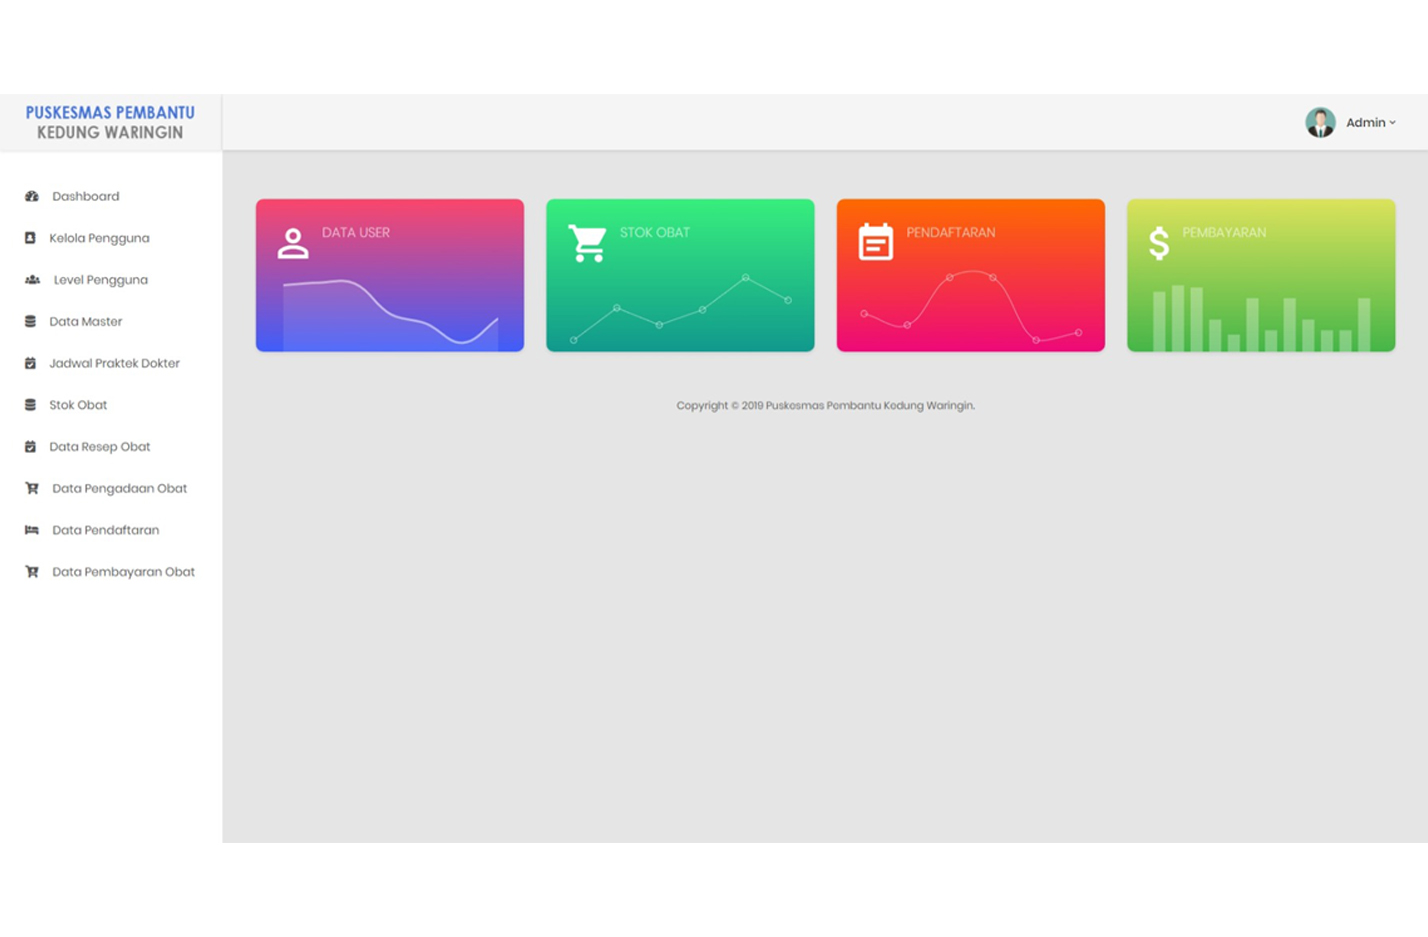 PUSKESMAS PEMBANTU
KEDUNG WARINGIN
Admin
Dashboard
Kelola Pengguna
Level Pengguna
Data Master
Jadwal Praktek Dokter
Stok Obat
Data Resep Obat
Data Pengadaan Obat
Data Pendaftaran
Data Pembayaran Obat
DATA USER
STOK OBAT
PENDAFTARAN
PEMBAYARAN
Copyright © 2019 Puskesmas Pembantu Kedung Waringin.